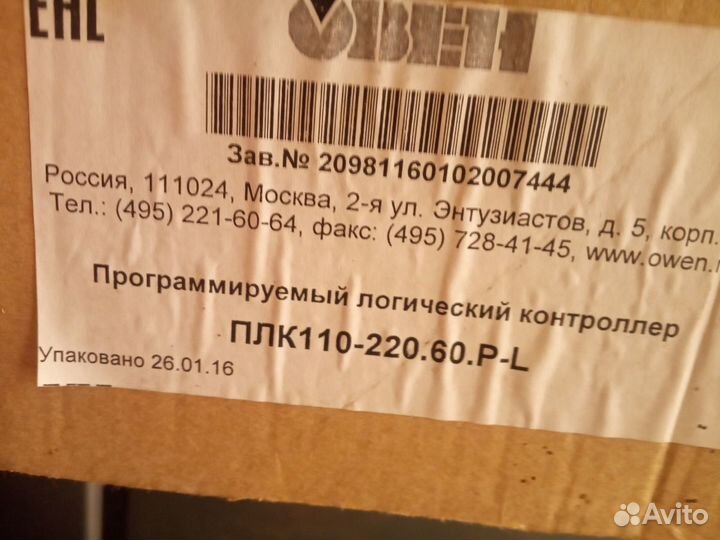 EAC
ОВЕН
Зав.№ 20981160102007444
Россия, 111024, Москва, 2-я ул. Энтузиастов, д. 5, корп.
Тел.: (495) 221-60-64, факс: (495) 728-41-45, www.owen.
Программируемый логический контроллер
ПЛК110-220.60.Р-L
Упаковано 26.01.16
Avito